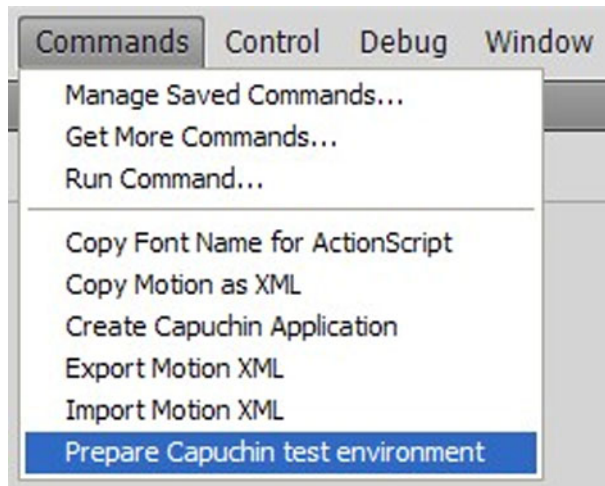 Commands Control Debug Window
Manage Saved Commands...
Get More Commands...
Run Command...
Copy Font Name for ActionScript
Copy Motion as XML
Create Capuchin Application
Export Motion XML
Import Motion XML
Prepare Capuchin test environment